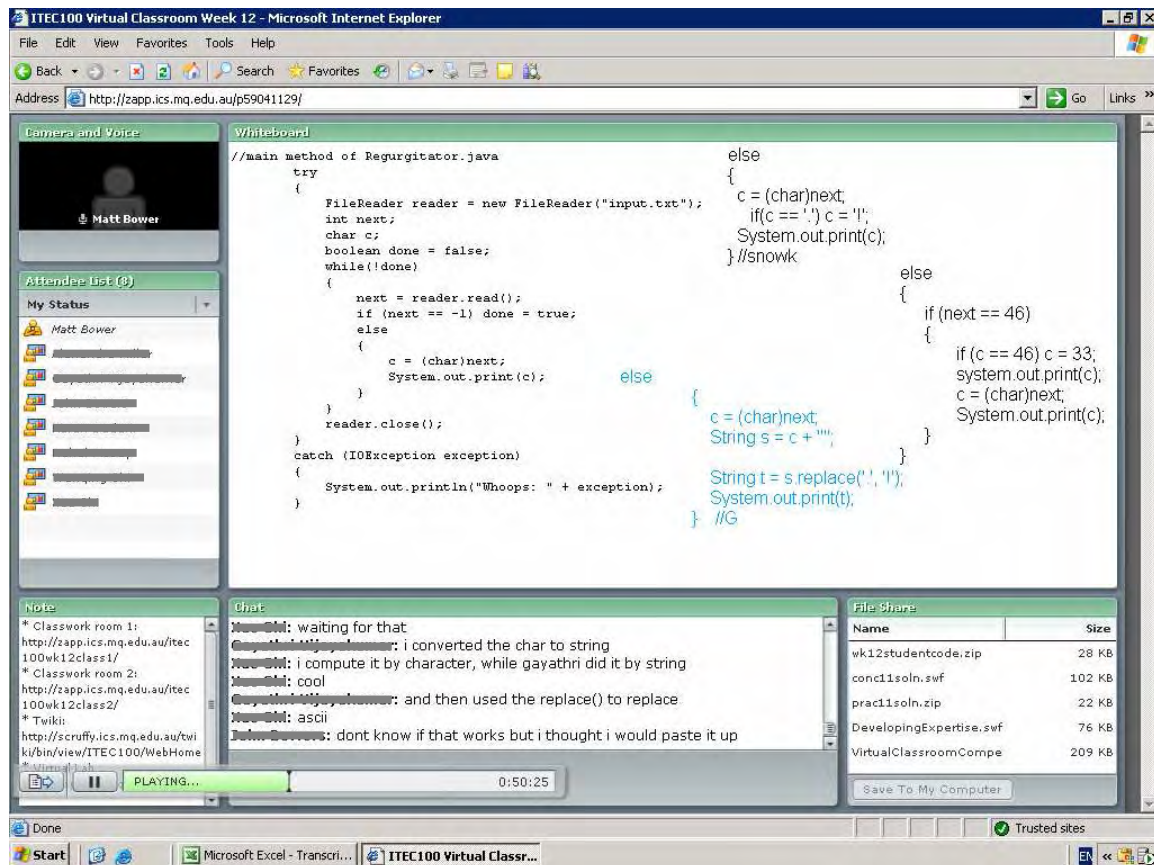 ITEC100 Virtual Classroom Week 12 - Microsoft Internet Explorer
File Edit View Favorites Tools Help
Back Search Favorites
Address http://zapp.ics.mq.edu.au/p59041129/ Go Links »
Camera and Voice
Matt Bower
Attendee List (8)
My Status
Matt Bower
Whiteboard
//main method of Regurgitator.java
try
{
FileReader reader = new FileReader("input.txt");
int next;
char c;
boolean done = false;
while(!done)
{
next = reader.read();
if (next == -1) done = true;
else
{
c = (char)next;
System.out.print(c);
}
}
reader.close();
}
catch (IOException exception)
{
System.out.println("Whoops: " + exception);
}
else
{
c = (char)next;
if(c == '.') c = '!';
System.out.print(c);
} //snowk
else
{
if (next == 46)
{
if (c == 46) c = 33;
system.out.print(c);
c = (char)next;
System.out.print(c);
}
}
else
{
c = (char)next;
String s = c + "";
String t = s.replace('.', '!');
System.out.print(t);
} //G
Note
* Classwork room 1:
http://zapp.ics.mq.edu.au/itec
100wk12class1/
* Classwork room 2:
http://zapp.ics.mq.edu.au/itec
100wk12class2/
* Twiki:
http://scruffy.ics.mq.edu.au/twi
ki/bin/view/ITEC100/WebHome
PLAYING... 0:50:25
Chat
: waiting for that
: i converted the char to string
: i compute it by character, while gayathri did it by string
: cool
: and then used the replace() to replace
: ascii
: dont know if that works but i thought i would paste it up
File Share
Name Size
wk12studentcode.zip 28 KB
conc11soln.swf 102 KB
prac11soln.zip 22 KB
DevelopingExpertise.swf 76 KB
VirtualClassroomCompe 209 KB
Save To My Computer
Done Trusted sites
Start Microsoft Excel - Transcri... ITEC100 Virtual Classr... EN «